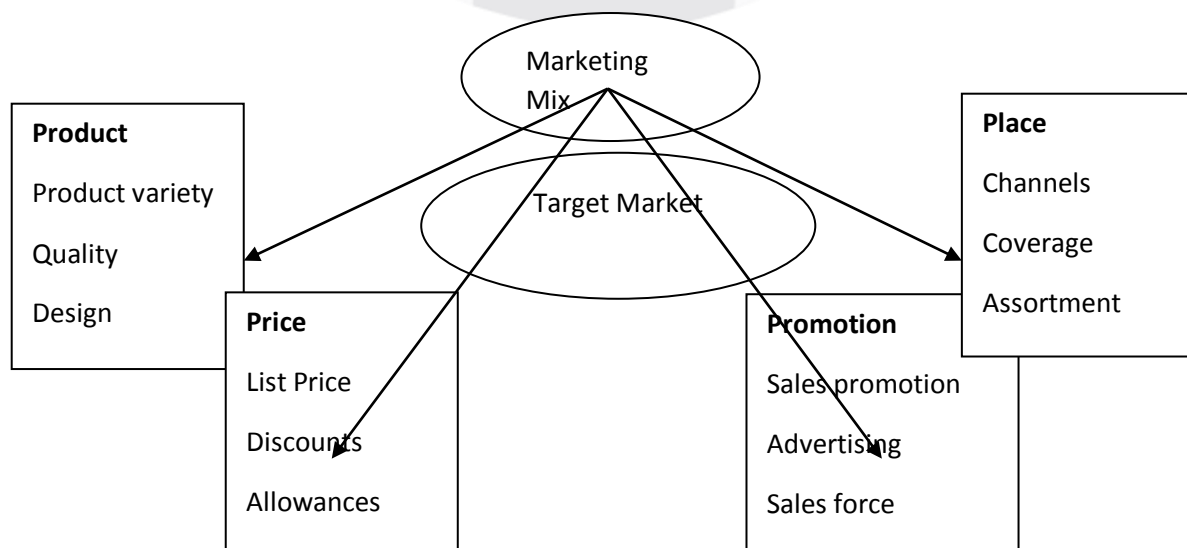 Marketing
Mix
Target Market
Product
Product variety
Quality
Design
Price
List Price
Discounts
Allowances
Promotion
Sales promotion
Advertising
Sales force
Place
Channels
Coverage
Assortment